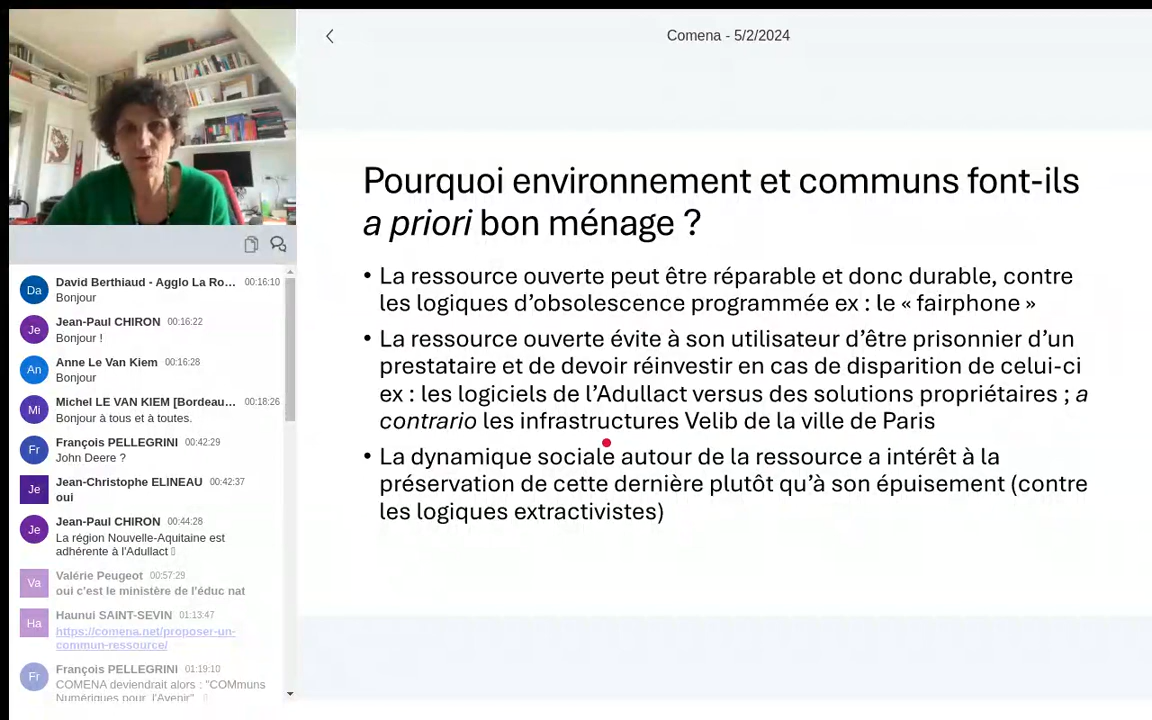 Comena - 5/2/2024
Pourquoi environnement et communs font-ils
a priori bon ménage ?
• La ressource ouverte peut être réparable et donc durable, contre
les logiques d'obsolescence programmée ex : le « fairphone »
• La ressource ouverte évite à son utilisateur d'être prisonnier d'un
prestataire et de devoir réinvestir en cas de disparition de celui-ci
ex : les logiciels de l'Adullact versus des solutions propriétaires ; a
contrario les infrastructures Velib de la ville de Paris
• La dynamique sociale autour de la ressource a intérêt à la
préservation de cette dernière plutôt qu'à son épuisement (contre
les logiques extractivistes)
Da David Berthiaud - Agglo La Ro... 00:16:10
Bonjour
Je Jean-Paul CHIRON 00:16:22
Bonjour !
An Anne Le Van Kiem 00:16:28
Bonjour
Mi Michel LE VAN KIEM [Bordeau... 00:18:26
Bonjour à tous et à toutes.
Fr François PELLEGRINI 00:42:29
John Deere ?
Je Jean-Christophe ELINEAU 00:42:37
oui
Je Jean-Paul CHIRON 00:44:28
La région Nouvelle-Aquitaine est
adhérente à l'Adullact
Va Valérie Peugeot 00:57:29
oui c'est le ministère de l'éduc nat
Ha Haunui SAINT-SEVIN 01:13:47
https://comena.net/proposer-un-
commun-ressource/
Fr François PELLEGRINI 01:19:10
COMENA deviendrait alors : "COMmuns
Numériques pour l'Avenir"